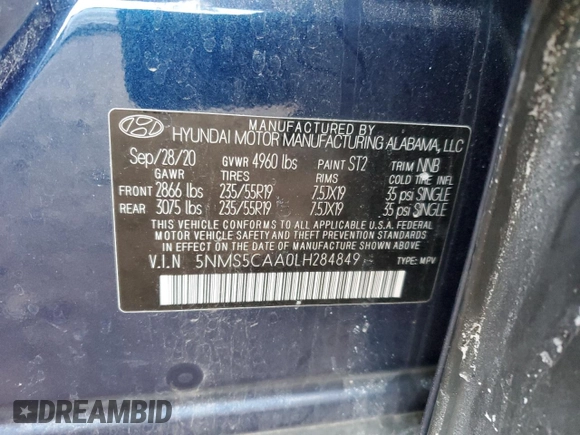 MANUFACTURED BY
HYUNDAI MOTOR MANUFACTURING ALABAMA, LLC
Sep/28/20 GVWR 4960 lbs PAINT ST2 TRIM NNB
GAWR TIRES RIMS COLD TIRE INFL
FRONT 2866 lbs 235/55R19 7.5JX19 35 psi SINGLE
REAR 3075 lbs 235/55R19 7.5JX19 35 psi SINGLE
THIS VEHICLE CONFORMS TO ALL APPLICABLE U.S.A. FEDERAL
MOTOR VEHICLE SAFETY AND THEFT PREVENTION STANDARDS
IN EFFECT ON THE DATE OF MANUFACTURE SHOWN ABOVE.
V.I.N 5NMS5CAA0LH284849 TYPE: MPV
DREAMBID